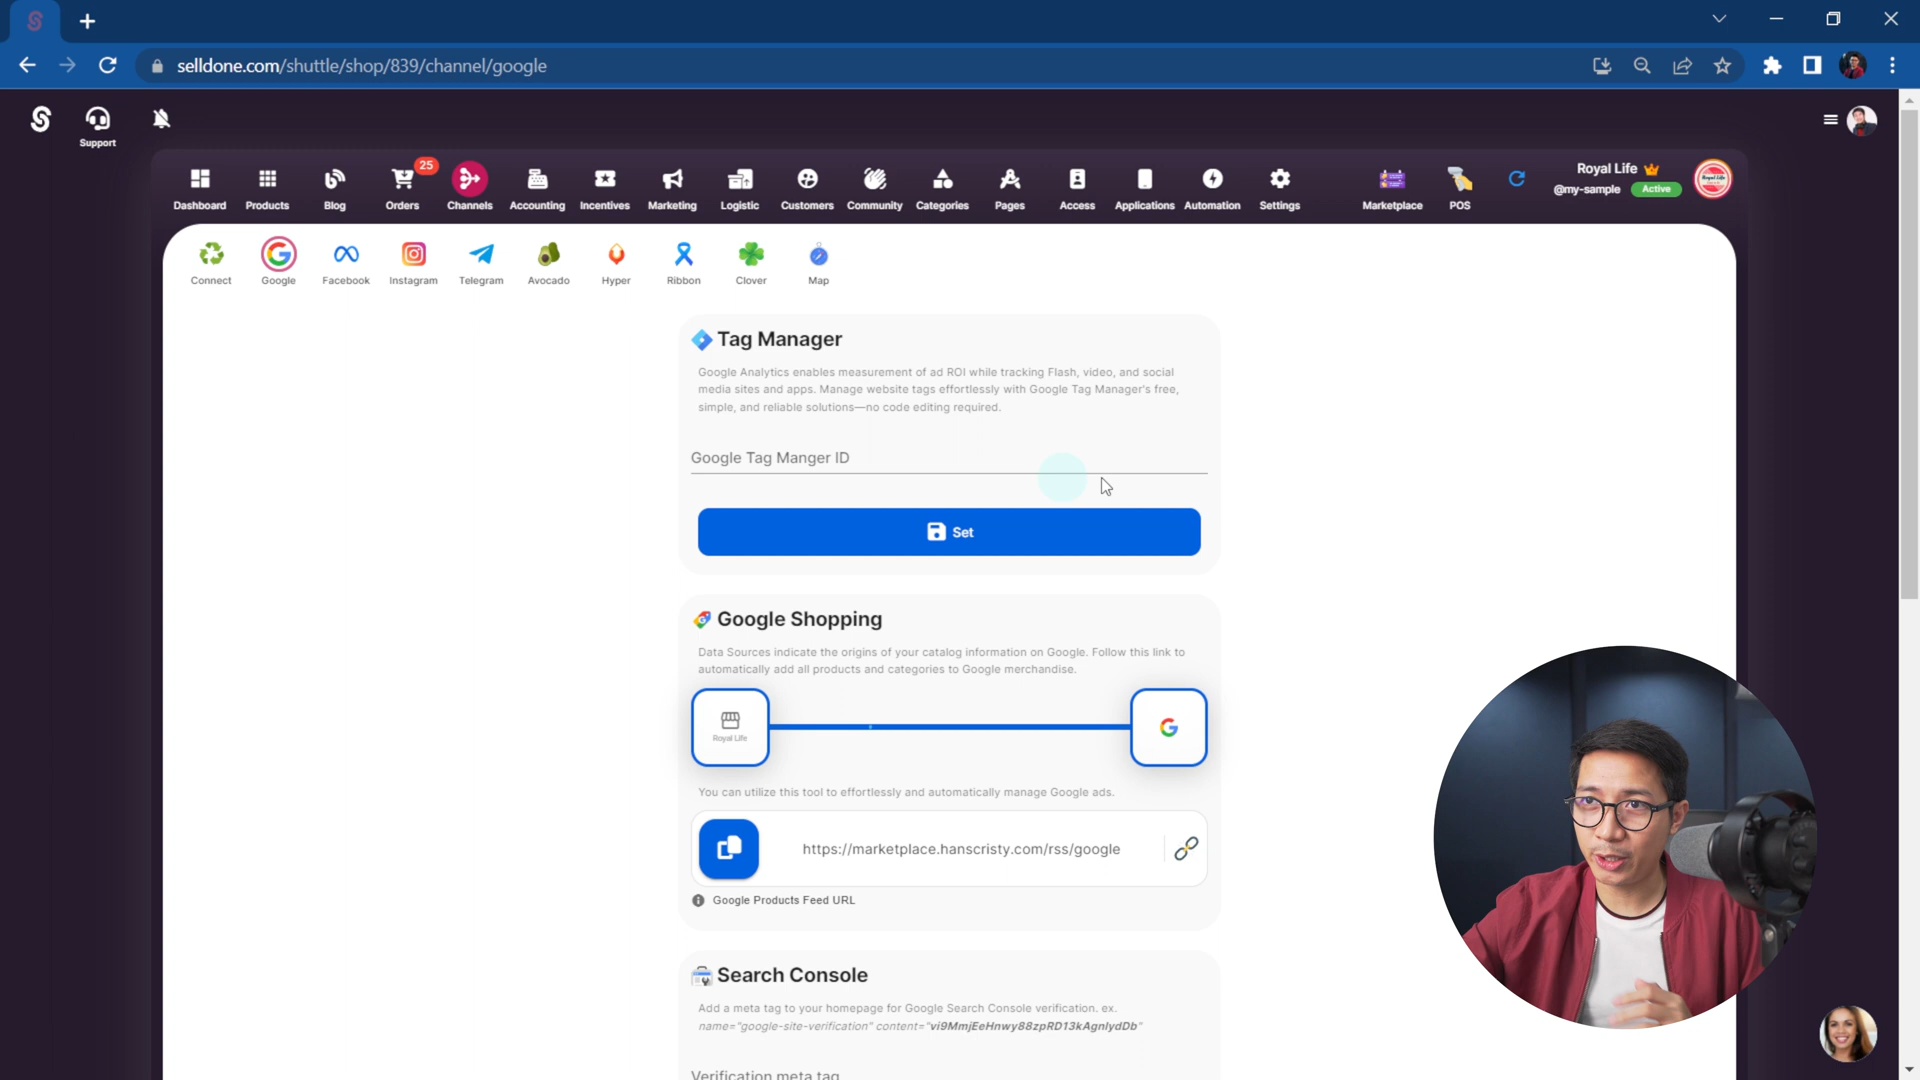 selldone.com/shuttle/shop/839/channel/google
Support
25
Royal Life
@my-sample
Active
Dashboard
Products
Blog
Orders
Channels
Accounting
Incentives
Marketing
Logistic
Customers
Community
Categories
Pages
Access
Applications
Automation
Settings
Marketplace
POS
Connect
Google
Facebook
Instagram
Telegram
Avocado
Hyper
Ribbon
Clover
Map
Tag Manager
Google Analytics enables measurement of ad ROI while tracking Flash, video, and social
media sites and apps. Manage website tags effortlessly with Google Tag Manager's free,
simple, and reliable solutions—no code editing required.
Google Tag Manger ID
Set
Google Shopping
Data Sources indicate the origins of your catalog information on Google. Follow this link to
automatically add all products and categories to Google merchandise.
Royal Life
You can utilize this tool to effortlessly and automatically manage Google ads.
https://marketplace.hanscristy.com/rss/google
Google Products Feed URL
Search Console
Add a meta tag to your homepage for Google Search Console verification. ex.
name="google-site-verification" content="vi9MmjEeHnwy88zpRD13kAgnlydDb"
Verification meta tag